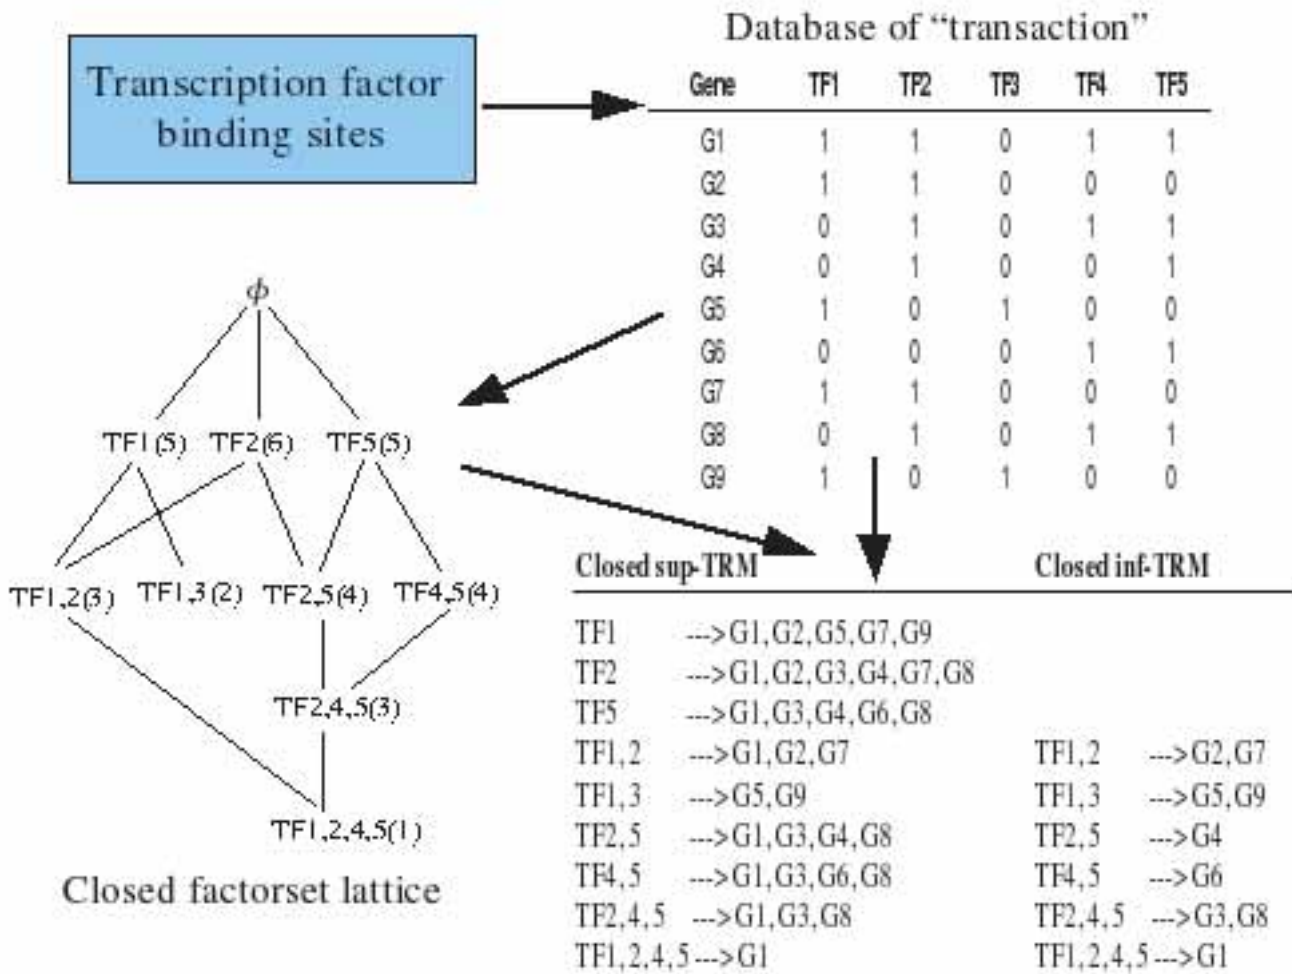 Transcription factor
binding sites
Database of “transaction”
Gene TF1 TF2 TF3 TF4 TF5
G1 1 1 0 1 1
G2 1 1 0 0 0
G3 0 1 0 1 1
G4 0 1 0 0 1
G5 1 0 1 0 0
G6 0 0 0 1 1
G7 1 1 0 0 0
G8 0 1 0 1 1
G9 1 0 1 0 0
ϕ
TF1(5) TF2(6) TF5(5)
TF1,2(3) TF1,3(2) TF2,5(4) TF4,5(4)
TF2,4,5(3)
TF1,2,4,5(1)
Closed factorset lattice
Closed sup-TRM Closed inf-TRM
TF1 --->G1,G2,G5,G7,G9
TF2 --->G1,G2,G3,G4,G7,G8
TF5 --->G1,G3,G4,G6,G8
TF1,2 --->G1,G2,G7 TF1,2 --->G2,G7
TF1,3 --->G5,G9 TF1,3 --->G5,G9
TF2,5 --->G1,G3,G4,G8 TF2,5 --->G4
TF4,5 --->G1,G3,G6,G8 TF4,5 --->G6
TF2,4,5 --->G1,G3,G8 TF2,4,5 --->G3,G8
TF1,2,4,5--->G1 TF1,2,4,5--->G1